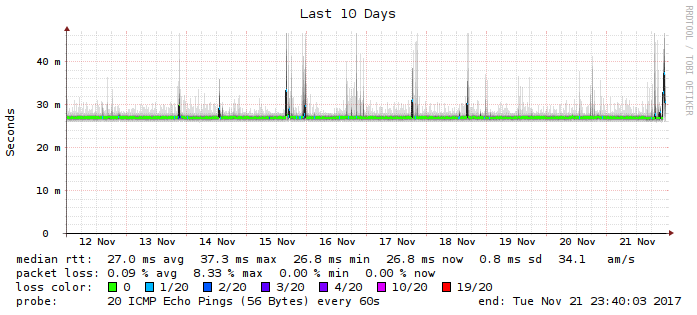 Last 10 Days
RRDTOOL / TOBI OETIKER
Seconds
40 m
30 m
20 m
10 m
0
12 Nov 13 Nov 14 Nov 15 Nov 16 Nov 17 Nov 18 Nov 19 Nov 20 Nov 21 Nov
median rtt: 27.0 ms avg 37.3 ms max 26.8 ms min 26.8 ms now 0.8 ms sd 34.1 am/s
packet loss: 0.09 % avg 8.33 % max 0.00 % min 0.00 % now
loss color: 0 1/20 2/20 3/20 4/20 10/20 19/20
probe: 20 ICMP Echo Pings (56 Bytes) every 60s end: Tue Nov 21 23:40:03 2017